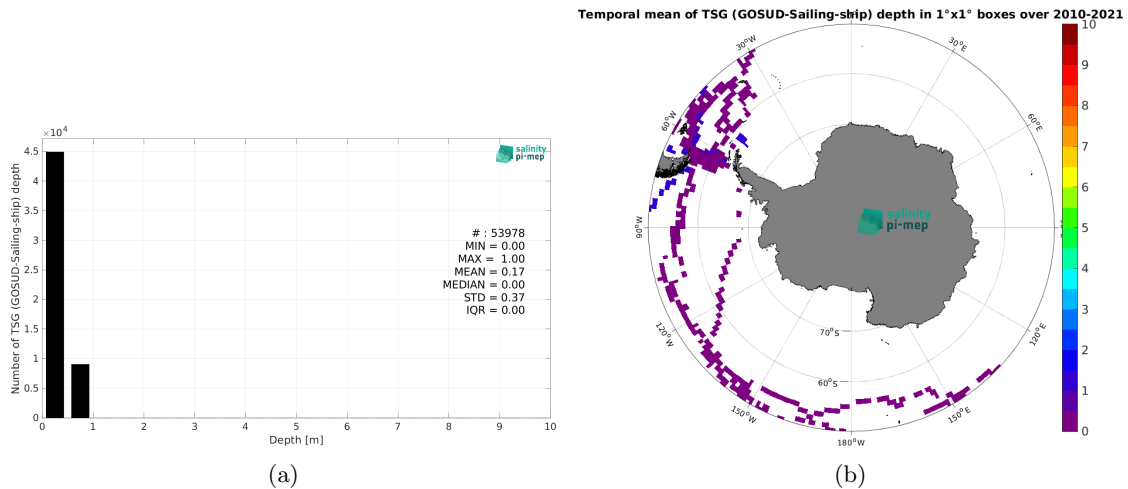 ×10⁴
4.5
4
3.5
3
2.5
2
1.5
1
0.5
0
Number of TSG (GOSUD-Sailing-ship) depth
0 1 2 3 4 5 6 7 8 9 10
Depth [m]
salinity
pi-mep
# : 53978
MIN = 0.00
MAX = 1.00
MEAN = 0.17
MEDIAN = 0.00
STD = 0.37
IQR = 0.00
(a)
Temporal mean of TSG (GOSUD-Sailing-ship) depth in 1°x1° boxes over 2010-2021
30°W
30°E
60°W
60°E
90°W
120°W
120°E
150°W
150°E
180°W
70°S
60°S
salinity
pi-mep
10
9
8
7
6
5
4
3
2
1
0
(b)